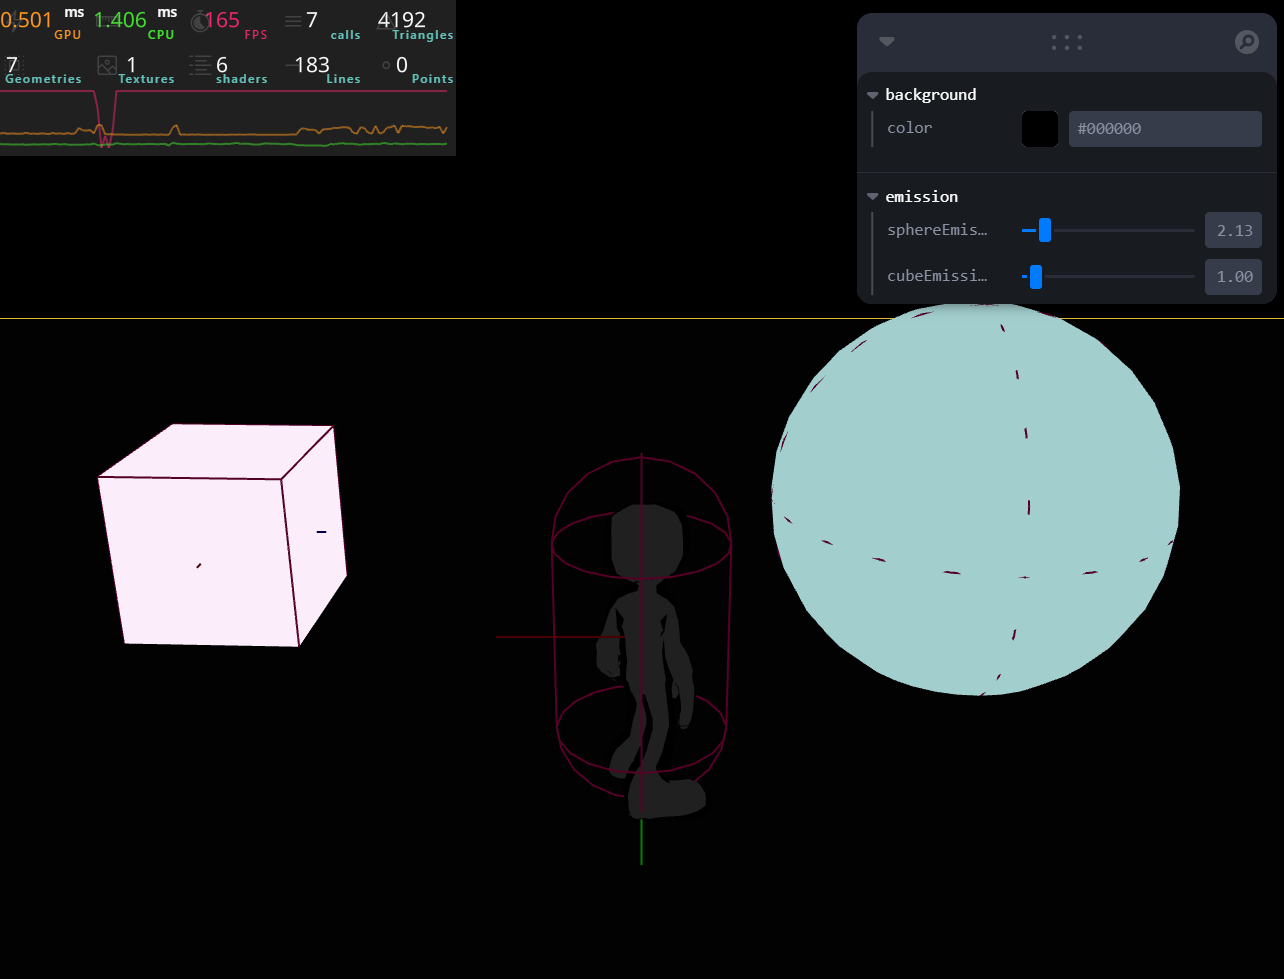 0.501 ms GPU 1.406 ms CPU 165 FPS 7 calls 4192 Triangles
7 Geometries 1 Textures 6 shaders 183 Lines 0 Points
background
color #000000
emission
sphereEmis… 2.13
cubeEmissi… 1.00